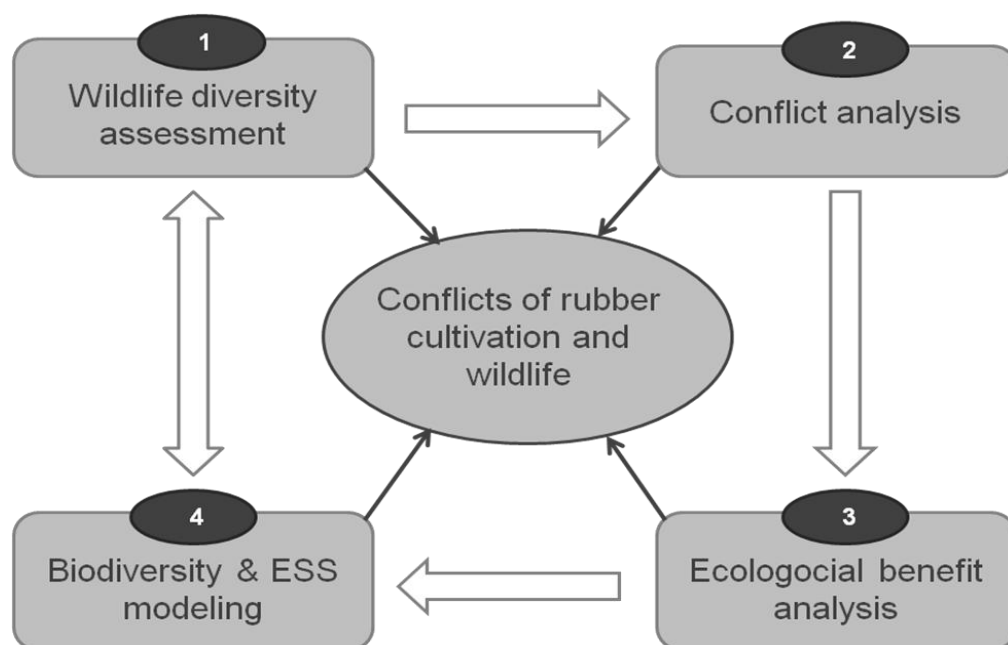 1
Wildlife diversity
assessment
2
Conflict analysis
Conflicts of rubber
cultivation and
wildlife
4
Biodiversity & ESS
modeling
3
Ecologocial benefit
analysis